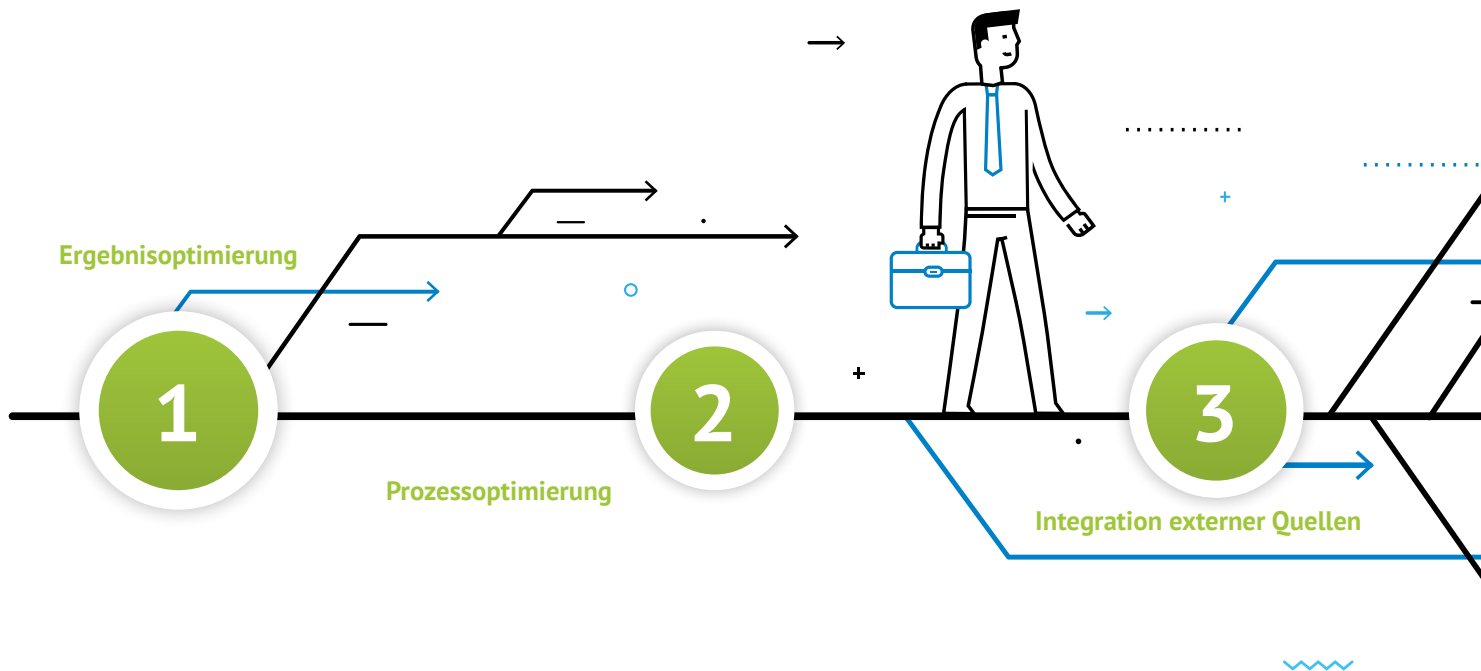 Ergebnisoptimierung
1
Prozessoptimierung
2
3
Integration externer Quellen